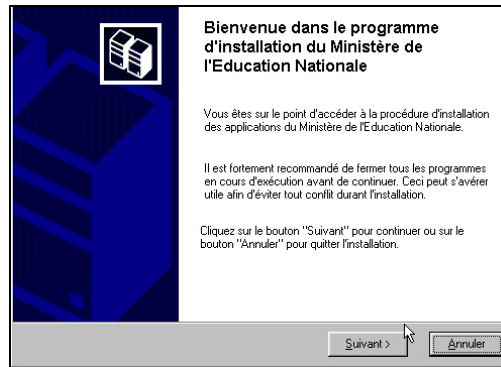 Bienvenue dans le programme
d'installation du Ministère de
l'Education Nationale
Vous êtes sur le point d'accéder à la procédure d'installation
des applications du Ministère de l'Education Nationale.
Il est fortement recommandé de fermer tous les programmes
en cours d'exécution avant de continuer. Ceci peut s'avérer
utile afin d'éviter tout conflit durant l'installation.
Cliquez sur le bouton "Suivant" pour continuer ou sur le
bouton "Annuler" pour quitter l'installation.
Suivant >
Annuler